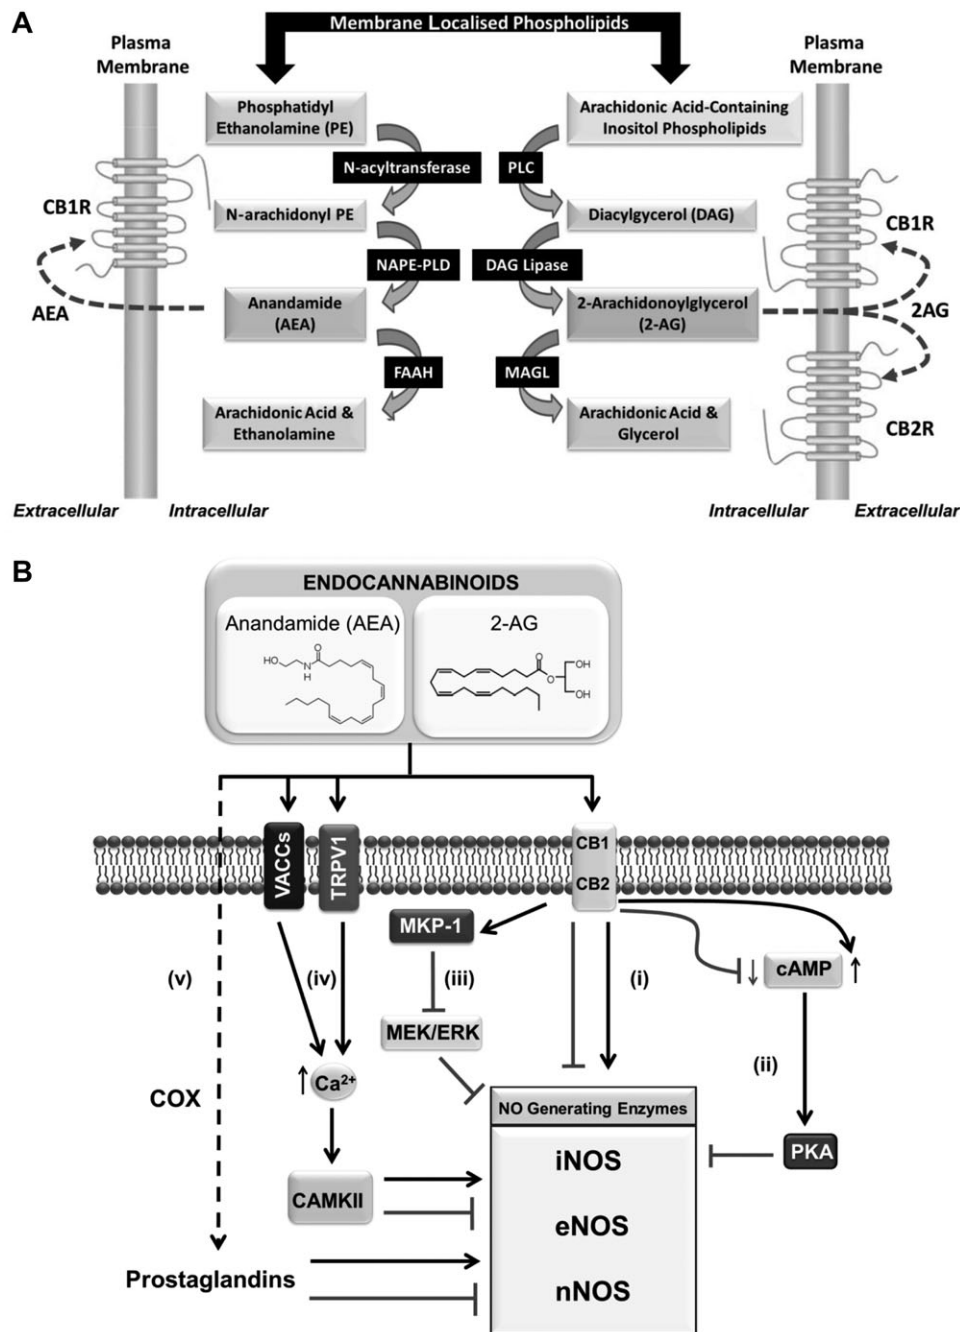 A
Membrane Localised Phospholipids
Plasma
Membrane
Plasma
Membrane
Phosphatidyl
Ethanolamine (PE)
Arachidonic Acid-Containing
Inositol Phospholipids
N-acyltransferase
PLC
CB1R
N-arachidonyl PE
Diacylgycerol (DAG)
CB1R
NAPE-PLD
DAG Lipase
AEA
Anandamide
(AEA)
2-Arachidonoylglycerol
(2-AG)
2AG
FAAH
MAGL
Arachidonic Acid &
Ethanolamine
Arachidonic Acid &
Glycerol
CB2R
Extracellular
Intracellular
Intracellular
Extracellular
B
ENDOCANNABINOIDS
Anandamide (AEA)
2-AG
HO
O
N
H
O
O
OH
OH
VACCs
TRPV1
CB1
CB2
MKP-1
(v)
(iv)
(iii)
(i)
cAMP
MEK/ERK
(ii)
Ca2+
COX
NO Generating Enzymes
iNOS
eNOS
nNOS
PKA
CAMKII
Prostaglandins